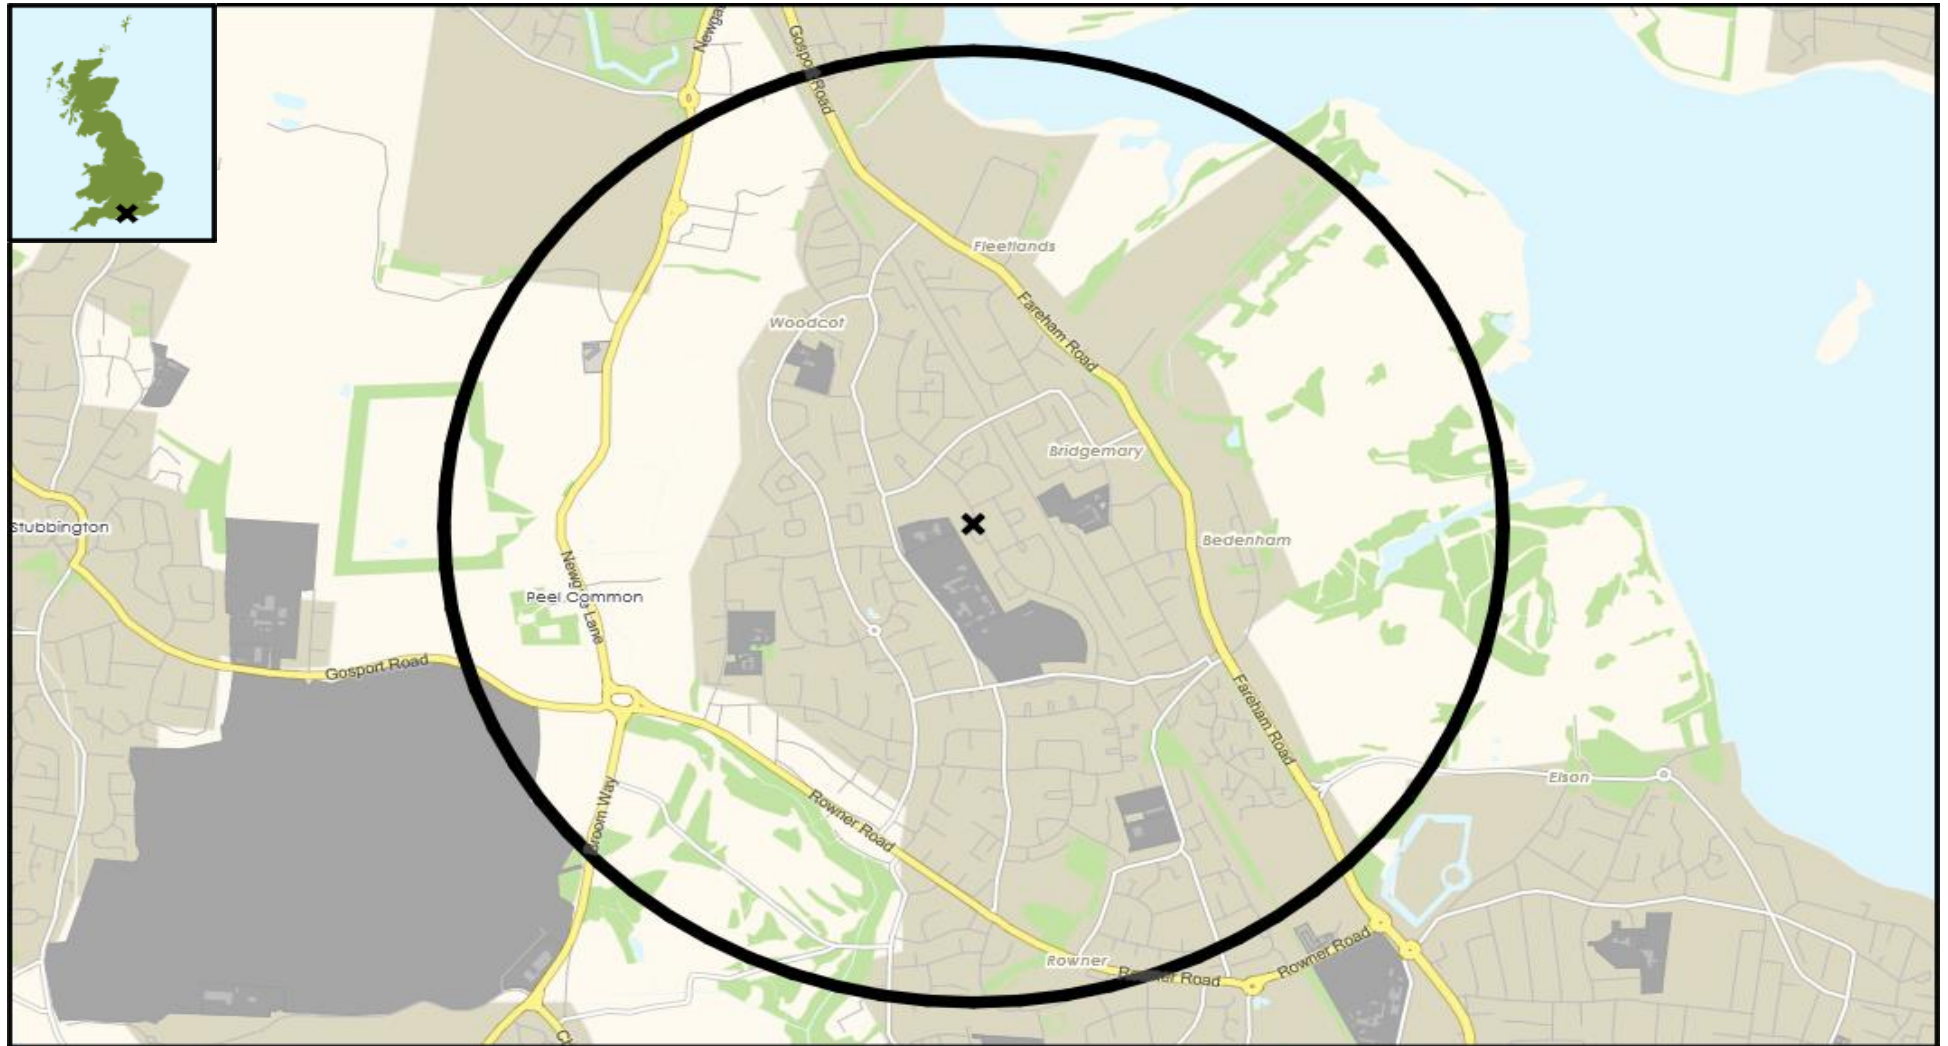 Newga
Gosport Road
Fleetlands
Woodcot
Fareham Road
Bridgemary
Stubbington
Bedenham
Peel Common
Lane
Gosport Road
Fareham Road
Elson
Broom Way
Rowner Road
Rowner
Rowner Road
Rowner Road